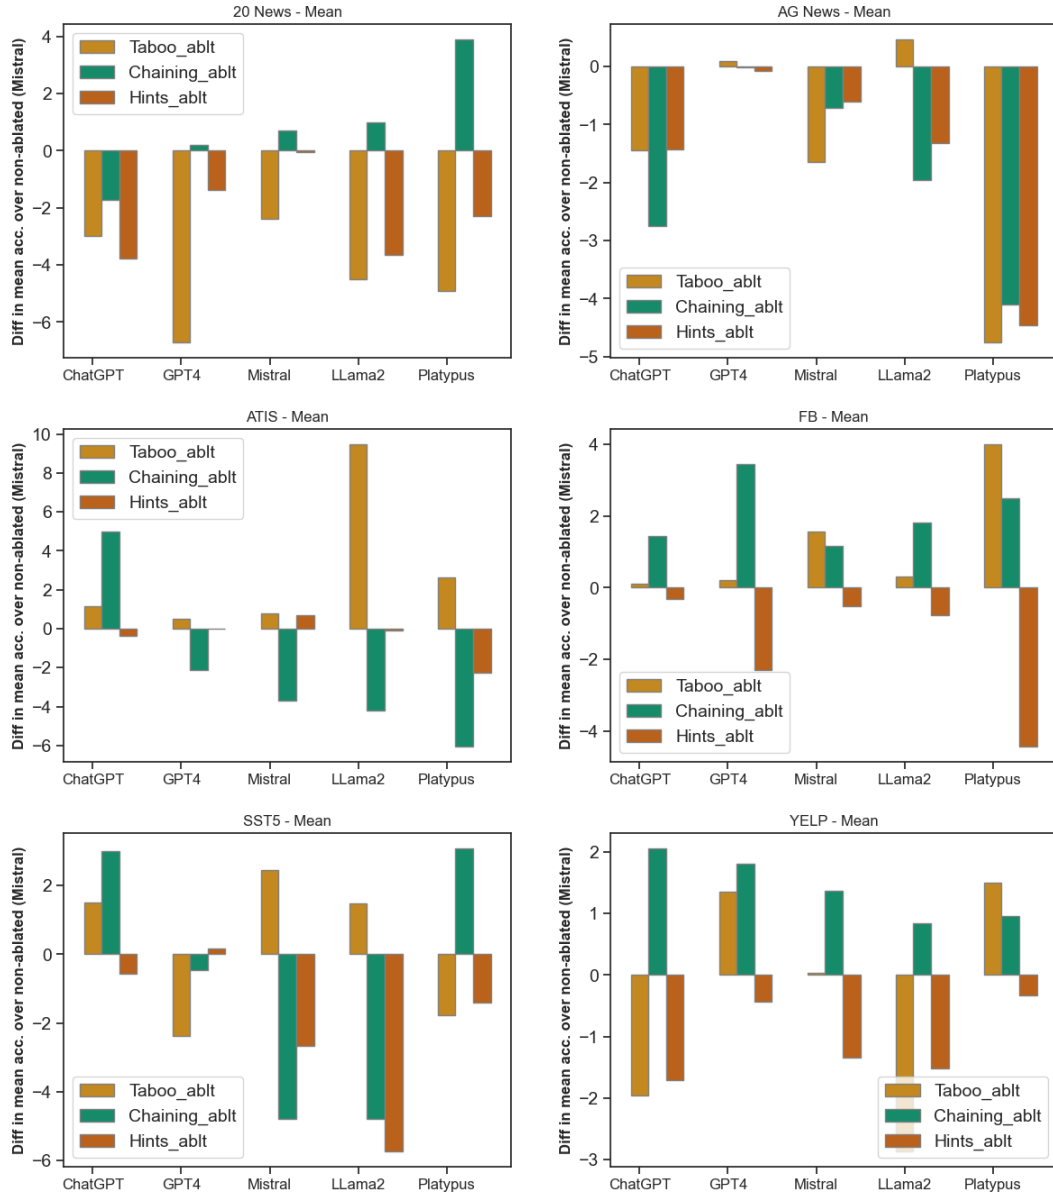 20 News - Mean
Diff in mean acc. over non-ablated (Mistral)
4
2
0
−2
−4
−6
Taboo_ablt
Chaining_ablt
Hints_ablt
ChatGPT GPT4 Mistral LLama2 Platypus
AG News - Mean
Diff in mean acc. over non-ablated (Mistral)
0
−1
−2
−3
−4
−5
Taboo_ablt
Chaining_ablt
Hints_ablt
ChatGPT GPT4 Mistral LLama2 Platypus
ATIS - Mean
Diff in mean acc. over non-ablated (Mistral)
10
8
6
4
2
0
−2
−4
−6
Taboo_ablt
Chaining_ablt
Hints_ablt
ChatGPT GPT4 Mistral LLama2 Platypus
FB - Mean
Diff in mean acc. over non-ablated (Mistral)
4
2
0
−2
−4
Taboo_ablt
Chaining_ablt
Hints_ablt
ChatGPT GPT4 Mistral LLama2 Platypus
SST5 - Mean
Diff in mean acc. over non-ablated (Mistral)
2
0
−2
−4
−6
Taboo_ablt
Chaining_ablt
Hints_ablt
ChatGPT GPT4 Mistral LLama2 Platypus
YELP - Mean
Diff in mean acc. over non-ablated (Mistral)
2
1
0
−1
−2
−3
Taboo_ablt
Chaining_ablt
Hints_ablt
ChatGPT GPT4 Mistral LLama2 Platypus